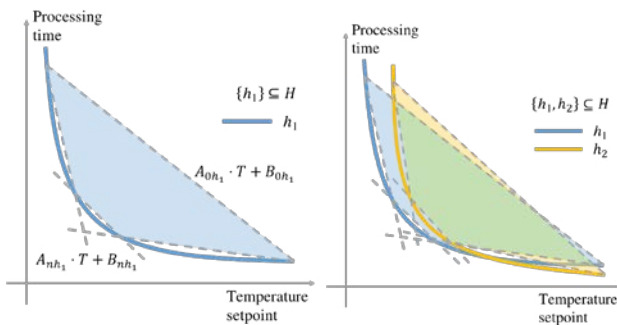 Processing
time
{h₁} ⊆ H
h₁
A₀ₕ₁ · T + B₀ₕ₁
Aₙₕ₁ · T + Bₙₕ₁
Temperature
setpoint
Processing
time
{h₁, h₂} ⊆ H
h₁
h₂
Temperature
setpoint